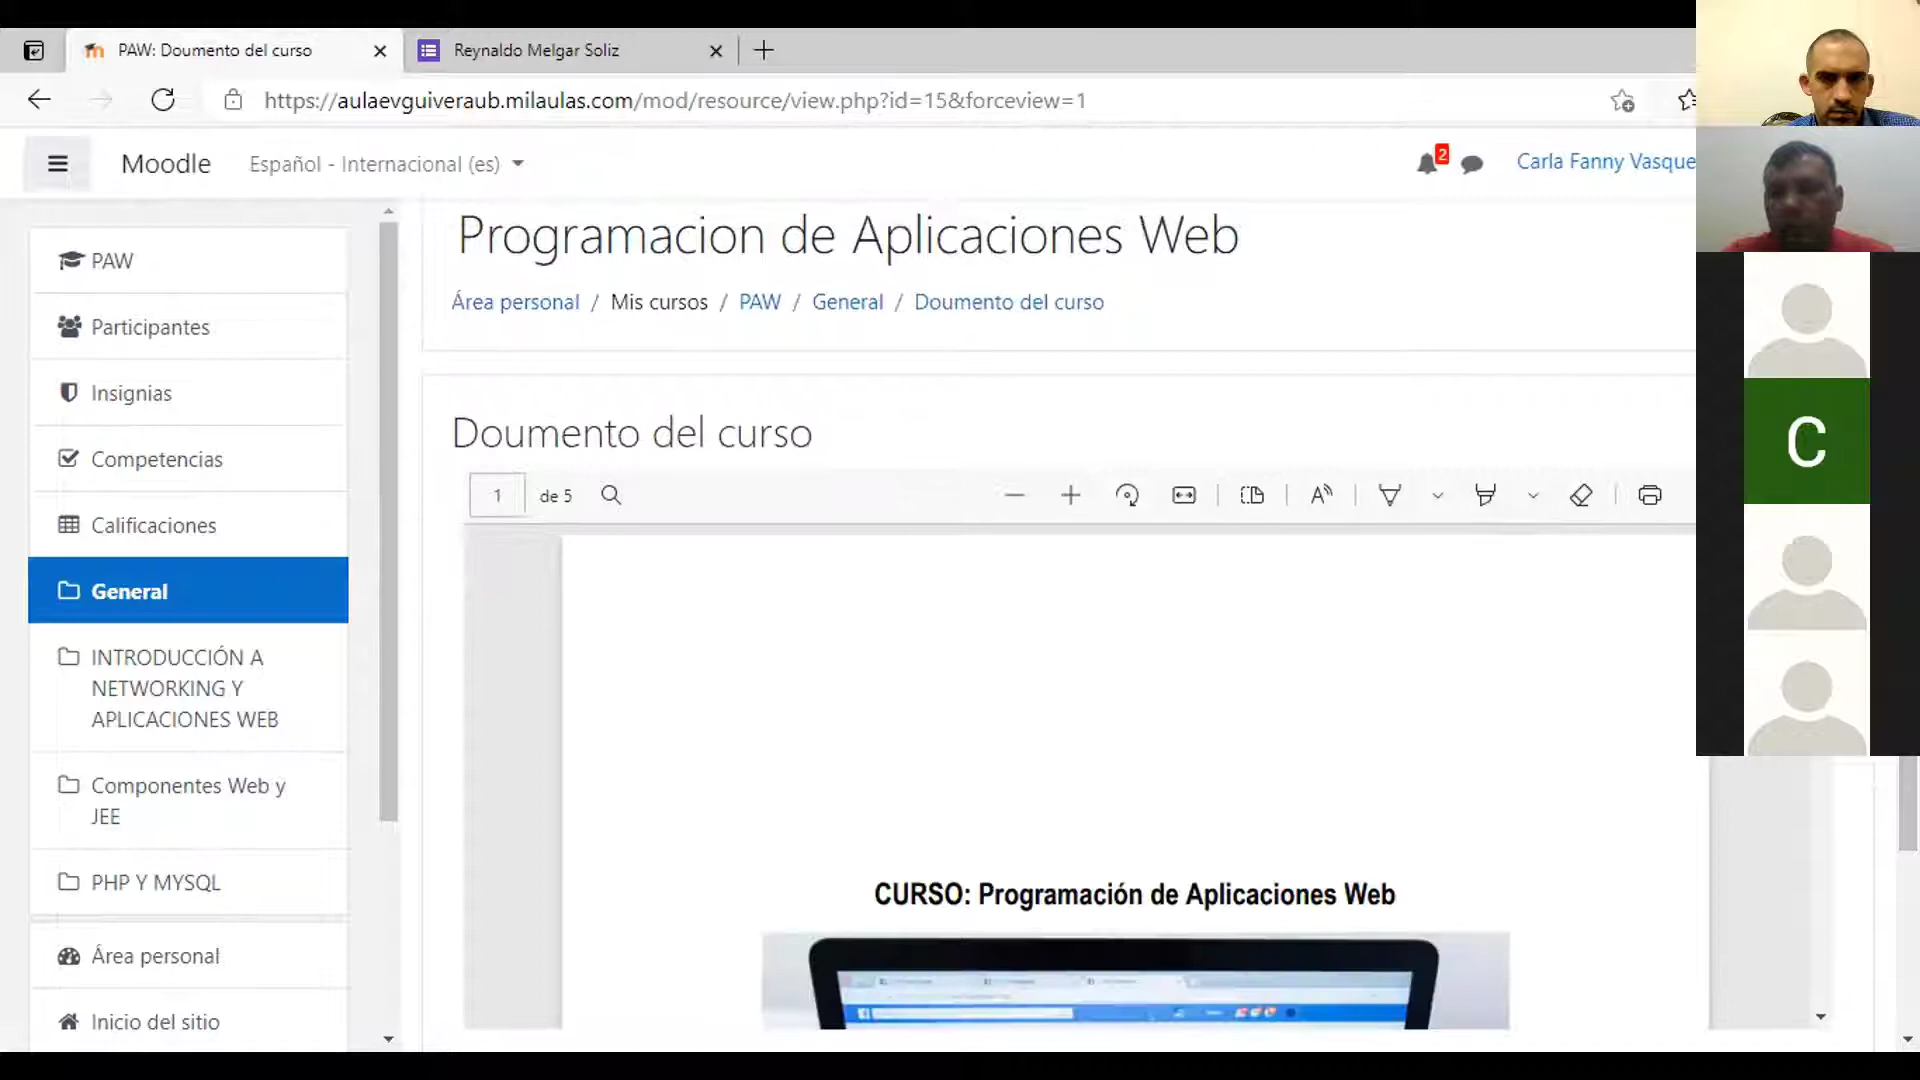 PAW: Doumento del curso
Reynaldo Melgar Soliz
https://aulaevguiveraub.milaulas.com/mod/resource/view.php?id=15&forceview=1
Moodle
Español - Internacional (es)
2
Carla Fanny Vasque
PAW
Participantes
Insignias
Competencias
Calificaciones
General
INTRODUCCIÓN A
NETWORKING Y
APLICACIONES WEB
Componentes Web y
JEE
PHP Y MYSQL
Área personal
Inicio del sitio
Programacion de Aplicaciones Web
Área personal / Mis cursos / PAW / General / Doumento del curso
Doumento del curso
1 de 5
CURSO: Programación de Aplicaciones Web
C